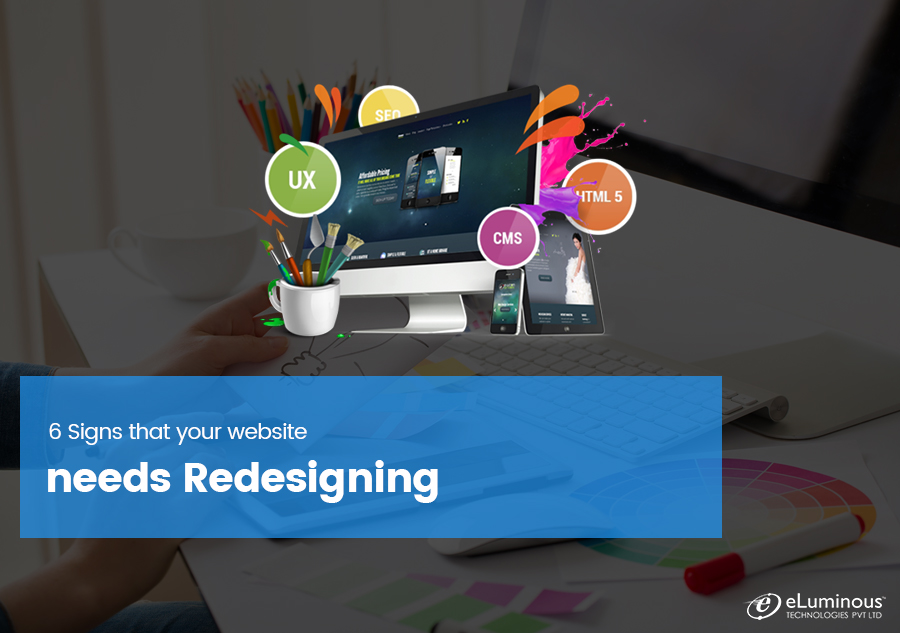 SEO
UX
Affordable Pricing
HTML 5
CMS
6 Signs that your website
needs Redesigning
eLuminous™
TECHNOLOGIES PVT LTD